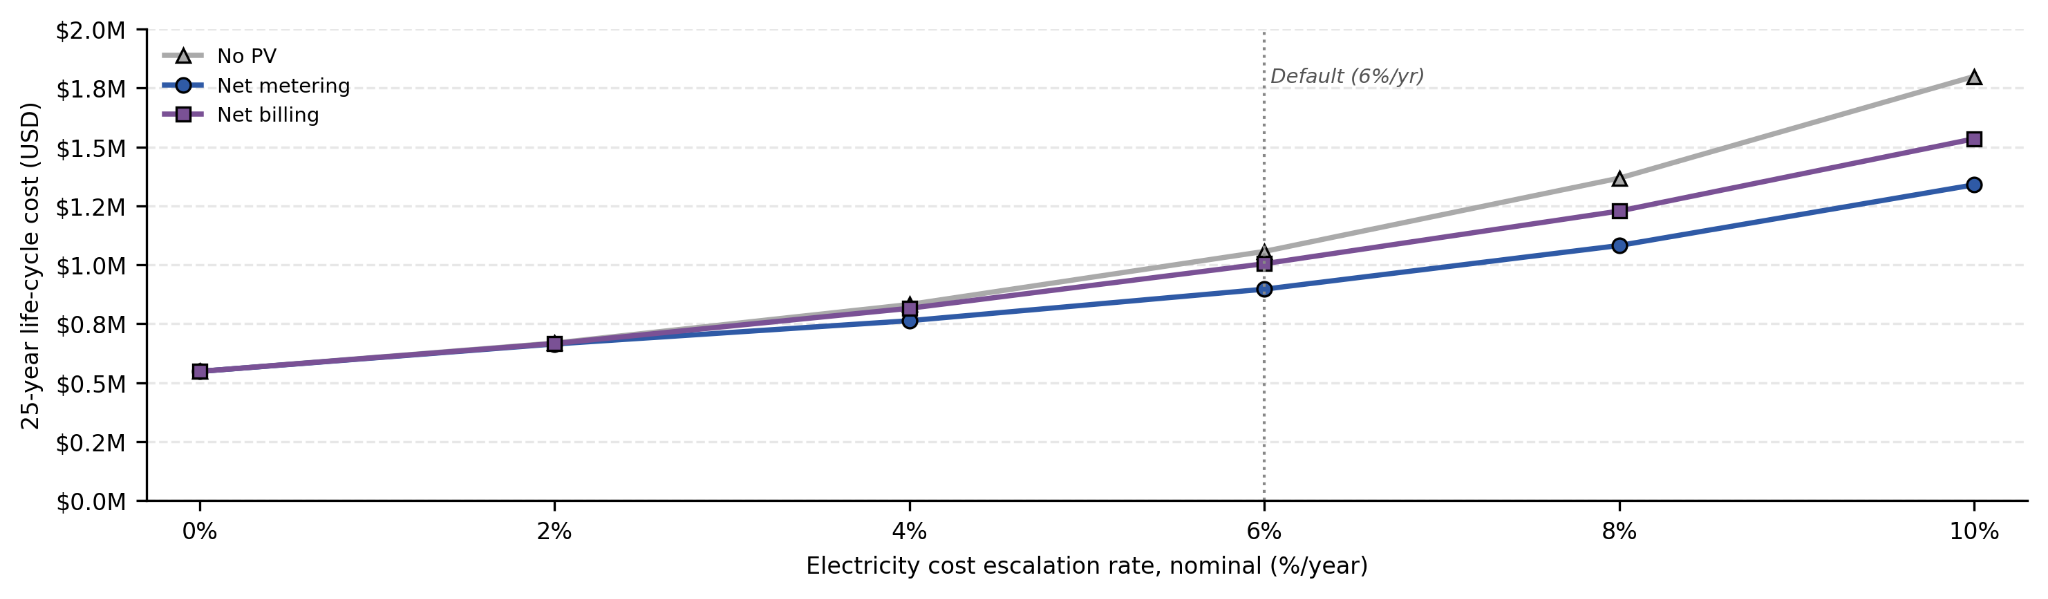 $2.0M
$1.8M
$1.5M
$1.2M
$1.0M
$0.8M
$0.5M
$0.2M
$0.0M
25-year life-cycle cost (USD)
No PV
Net metering
Net billing
Default (6%/yr)
0% 2% 4% 6% 8% 10%
Electricity cost escalation rate, nominal (%/year)